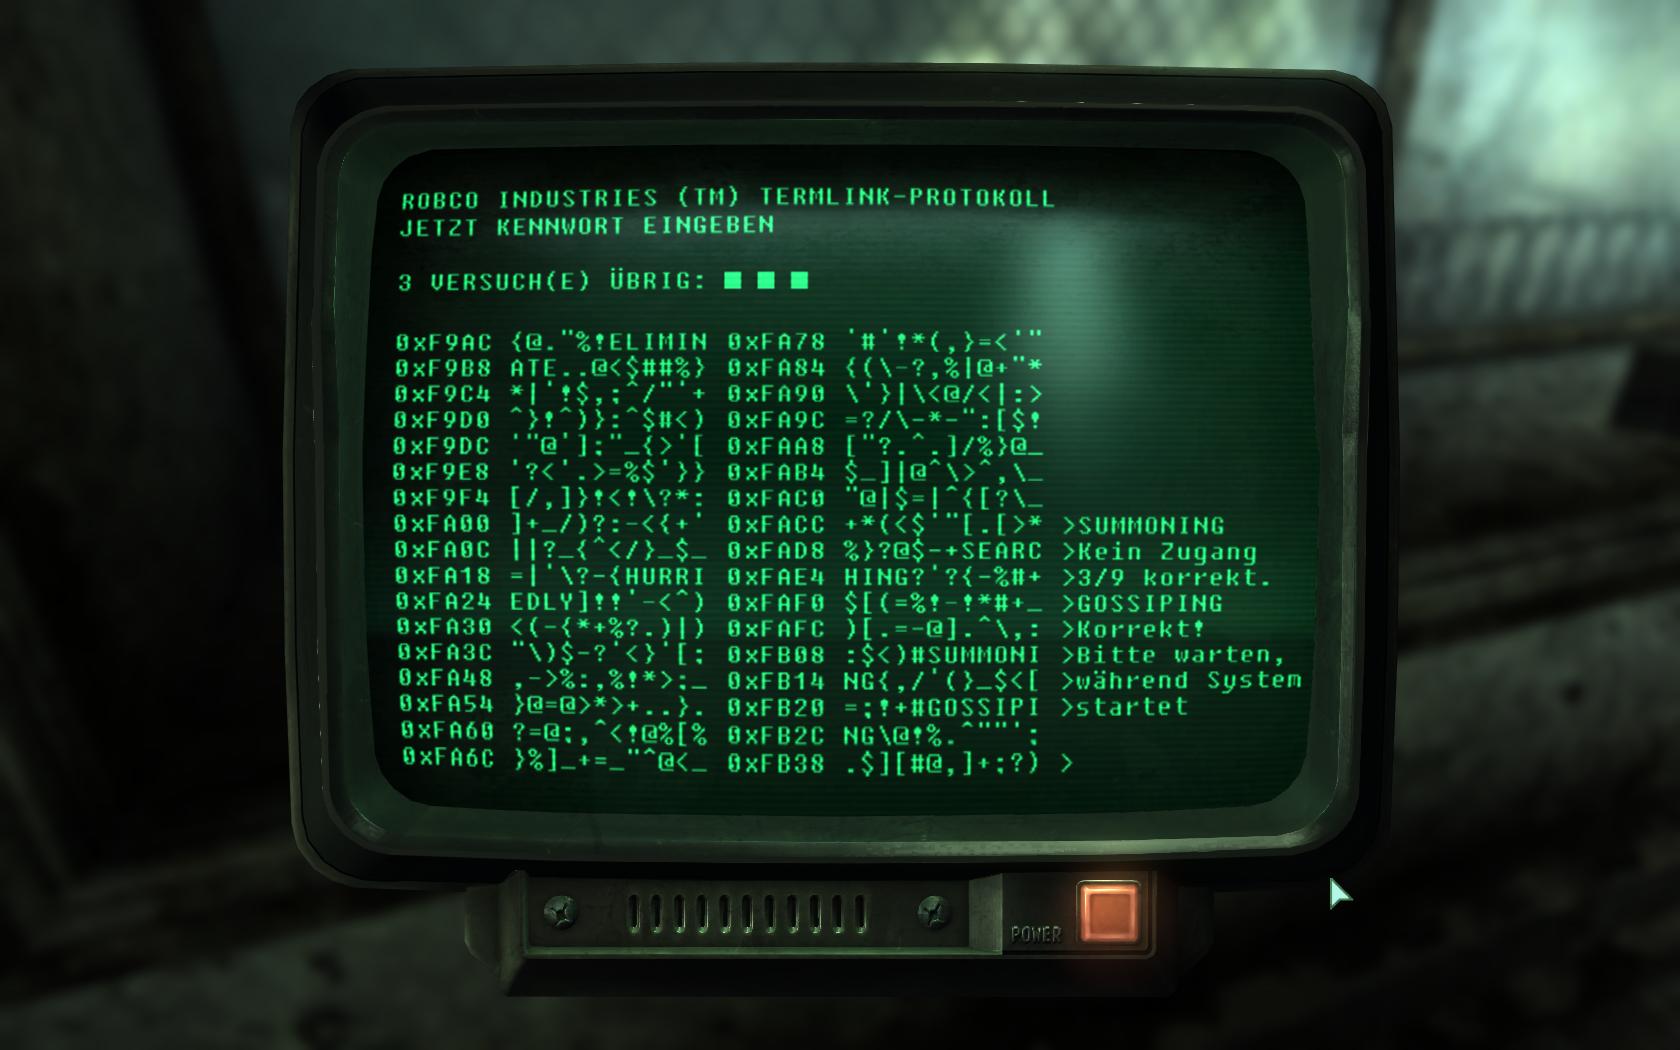 ROBCO INDUSTRIES (TM) TERMLINK-PROTOKOLL
JETZT KENNWORT EINGEBEN
3 VERSUCH(E) ÜBRIG: ■ ■ ■
0xF9AC {@."%!ELIMIN 0xFA78 '#'!*(,}=<'"
0xF9B8 ATE..@<$##%} 0xFA84 {(\-?,%|@+"*
0xF9C4 *|'!$,;^/"'+ 0xFA90 \'}|\<@/<|:>
0xF9D0 ^}!^)}:^$#<) 0xFA9C =?/\-*-":[$!
0xF9DC '"@'];"_{>'[ 0xFAA8 ["?.^.]/%}@_
0xF9E8 '?<'.>=%$'}} 0xFAB4 $_]|@^\>^,\_
0xF9F4 [/,]}!<!\?*: 0xFAC0 "@|$=|^{[?\_
0xFA00 ]+_/)?:-<{+' 0xFACC +*(<$'"[.[>* >SUMMONING
0xFA0C ||?_{^</}_$_ 0xFAD8 %}?@$-+SEARC >Kein Zugang
0xFA18 =|'\?-{HURRI 0xFAE4 HING?'?{-%#+ >3/9 korrekt.
0xFA24 EDLY]!!'-<^) 0xFAF0 $[(=%!-!*#+_ >GOSSIPING
0xFA30 <(-{*+%?.)|) 0xFAFC )[.=-@].^\,: >Korrekt!
0xFA3C "\)$-?'<}'[; 0xFB08 :$<)#SUMMONI >Bitte warten,
0xFA48 ,->%:,%!*>;_ 0xFB14 NG{,/'(}_$<[ >während System
0xFA54 }@=@>*>+..}. 0xFB20 =;!+#GOSSIPI >startet
0xFA60 ?=@;,^<!@%[% 0xFB2C NG\@!%.^""';
0xFA6C }%]_+=_"^@<_ 0xFB38 .$][#@,]+;?) >
POWER